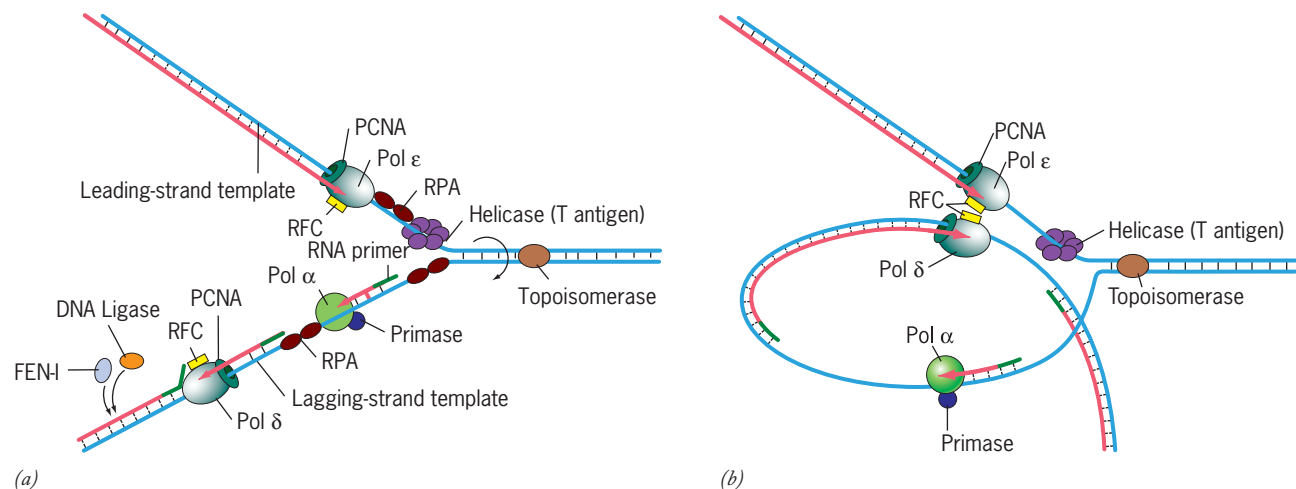 PCNA
Pol ε
Leading-strand template
RPA
RFC
Helicase (T antigen)
RNA primer
Pol α
Topoisomerase
PCNA
DNA Ligase
RFC
Primase
FEN-I
RPA
Lagging-strand template
Pol δ
(a)
PCNA
Pol ε
RFC
Helicase (T antigen)
Pol δ
Topoisomerase
Pol α
Primase
(b)